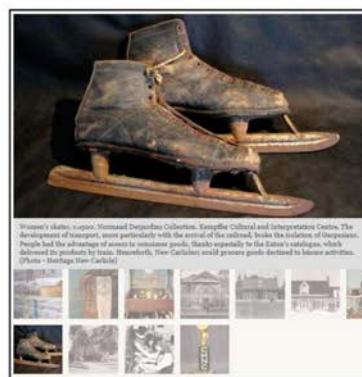 Women's skates, c.1900, Normand Desjardins Collection. Kempffer Cultural and Interpretation Centre. The
development of transport, more particularly with the arrival of the railroad, broke the isolation of Gaspesians.
People had the advantage of access to consumer goods, thanks especially to the Eaton's catalogue, which
delivered its products by train. Henceforth, New Carlislers could procure goods destined to leisure activities.
(Photo - Heritage New Carlisle)